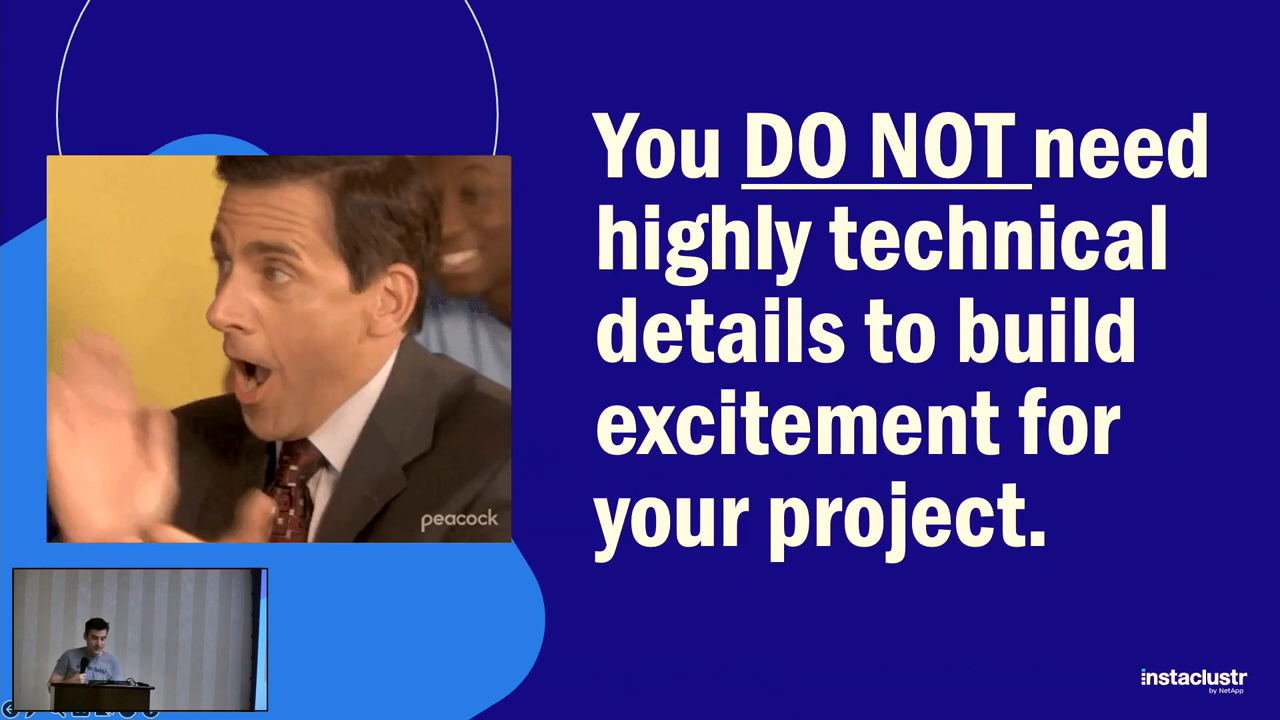 You DO NOT need
highly technical
details to build
excitement for
your project.
peacock
instaclustr
by NetApp